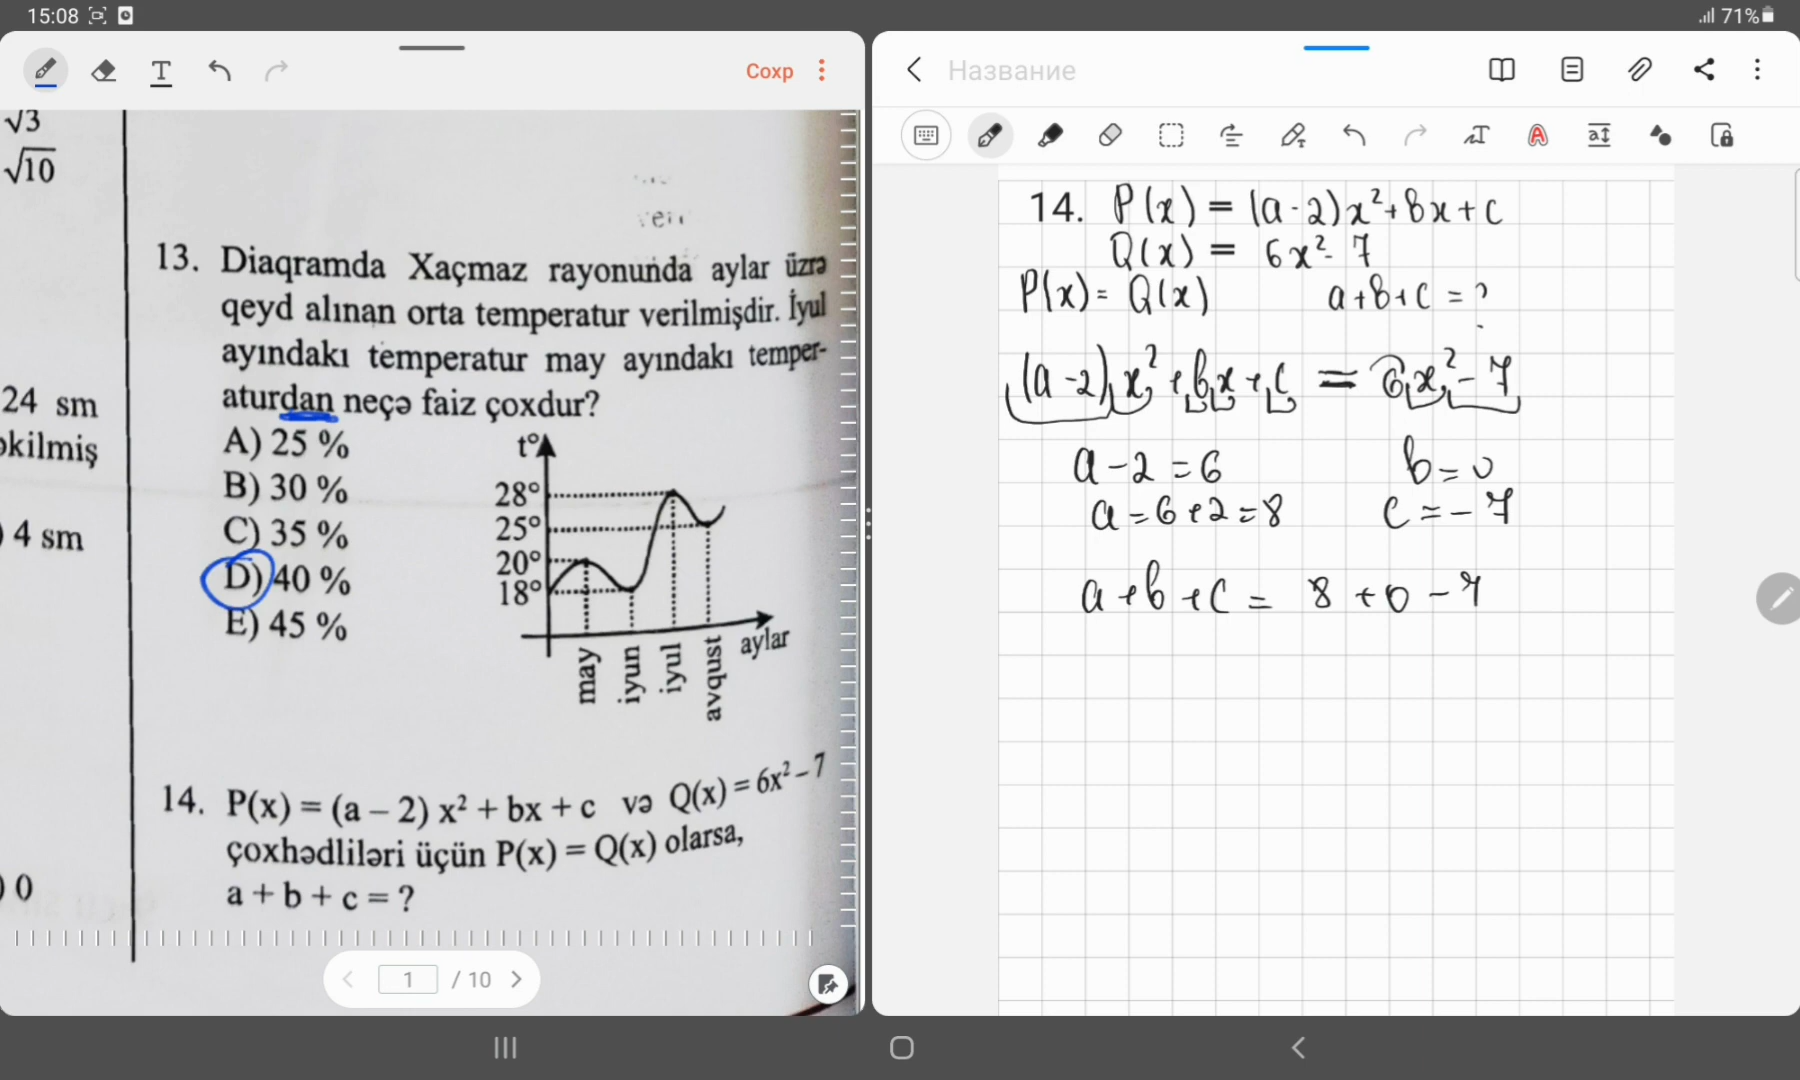 15:08
71%
Сохр
√3
√10
24 sm
əkilmiş
) 4 sm
) 0
13. Diaqramda Xaçmaz rayonunda aylar üzrə
qeyd alınan orta temperatur verilmişdir. İyul
ayındakı temperatur may ayındakı temper-
aturdan neçə faiz çoxdur?
A) 25 %
B) 30 %
C) 35 %
D) 40 %
E) 45 %
t°
28°
25°
20°
18°
may
iyun
iyul
avqust
aylar
14. P(x) = (a – 2) x² + bx + c və Q(x) = 6x² – 7
çoxhədliləri üçün P(x) = Q(x) olarsa,
a + b + c = ?
1 / 10
Название
14. P(x) = (a-2)x²+bx+c
Q(x) = 6x²-7
P(x) = Q(x) a+b+c = ?
(a-2)x²+bx+c = 6x²-7
a-2=6 b=0
a=6+2=8 c=-7
a+b+c= 8+0-7